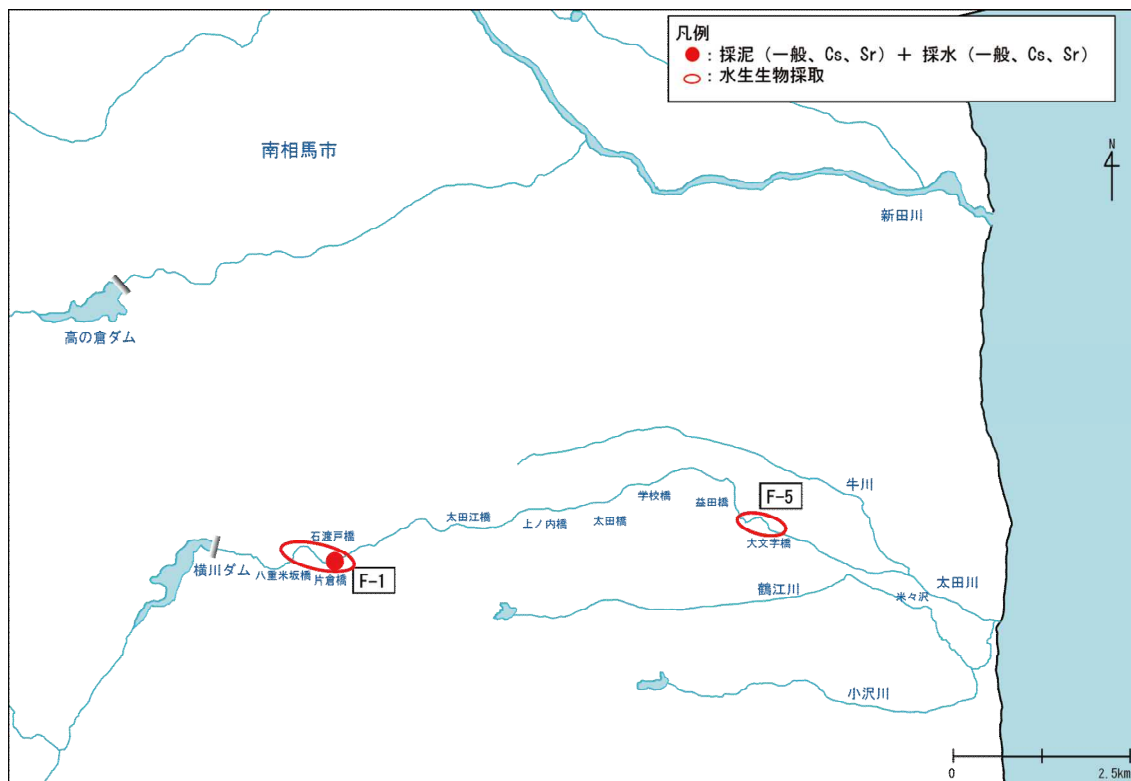 凡例
●：採泥（一般、Cs、Sr）＋ 採水（一般、Cs、Sr）
：水生生物採取
N
南相馬市
新田川
高の倉ダム
牛川
学校橋
益田橋
F-5
太田江橋
上ノ内橋
太田橋
石渡戸橋
大文字橋
横川ダム
八重米坂橋
片倉橋
F-1
鶴江川
米々沢
太田川
小沢川
0
2.5km